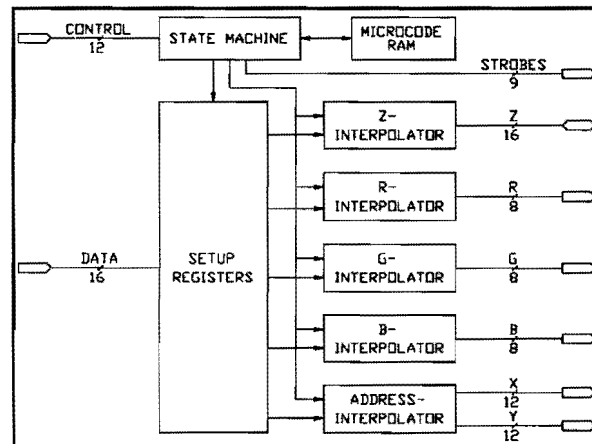 CONTROL
12
STATE MACHINE
MICROCODE
RAM
STROBES
9
Z-
INTERPOLATOR
Z
16
R-
INTERPOLATOR
R
8
DATA
16
SETUP
REGISTERS
G-
INTERPOLATOR
G
8
B-
INTERPOLATOR
B
8
ADDRESS-
INTERPOLATOR
X
12
Y
12